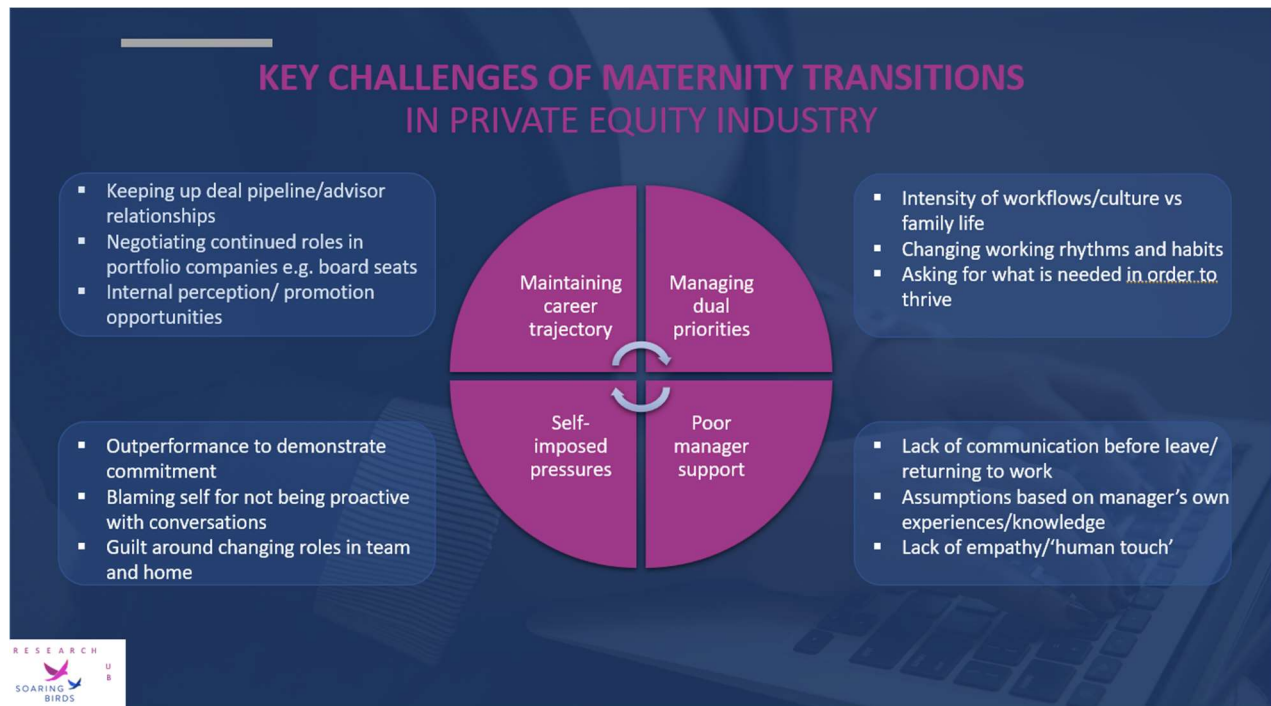 KEY CHALLENGES OF MATERNITY TRANSITIONS
IN PRIVATE EQUITY INDUSTRY
▪ Keeping up deal pipeline/advisor
relationships
▪ Negotiating continued roles in
portfolio companies e.g. board seats
▪ Internal perception/ promotion
opportunities
Maintaining
career
trajectory
Managing
dual
priorities
▪ Intensity of workflows/culture vs
family life
▪ Changing working rhythms and habits
▪ Asking for what is needed in order to
thrive
▪ Outperformance to demonstrate
commitment
▪ Blaming self for not being proactive
with conversations
▪ Guilt around changing roles in team
and home
Self-
imposed
pressures
Poor
manager
support
▪ Lack of communication before leave/
returning to work
▪ Assumptions based on manager’s own
experiences/knowledge
▪ Lack of empathy/‘human touch’
RESEARCH
U
B
SOARING
BIRDS